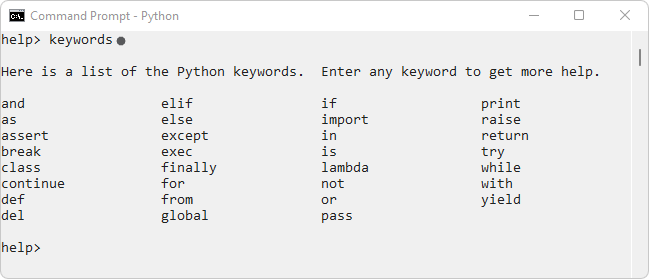 Command Prompt - Python
help> keywords
Here is a list of the Python keywords.  Enter any keyword to get more help.
and                 elif                if                  print
as                  else                import              raise
assert              except              in                  return
break               exec                is                  try
class               finally             lambda              while
continue            for                 not                 with
def                 from                or                  yield
del                 global              pass
help>